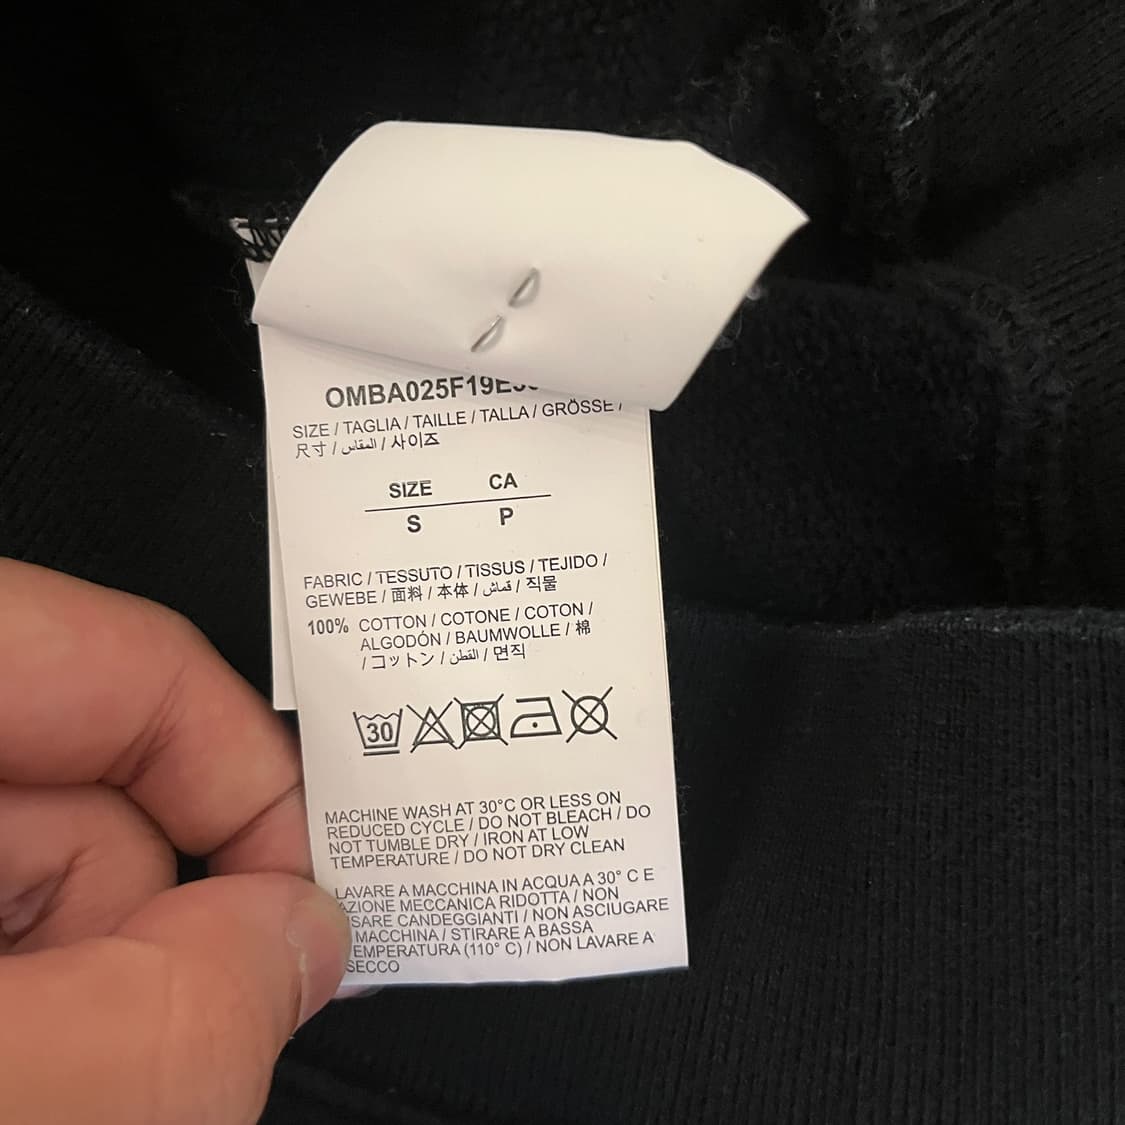 OMBA025F19E
SIZE / TAGLIA / TAILLE / TALLA / GRÖSSE /
尺寸 / المقاس / 사이즈
SIZE CA
S P
FABRIC / TESSUTO / TISSUS / TEJIDO /
GEWEBE / 面料 / 本体 / قماش / 직물
100% COTTON / COTONE / COTON /
ALGODÓN / BAUMWOLLE / 棉
/ コットン / القطن / 면직
30
MACHINE WASH AT 30°C OR LESS ON
REDUCED CYCLE / DO NOT BLEACH / DO
NOT TUMBLE DRY / IRON AT LOW
TEMPERATURE / DO NOT DRY CLEAN
LAVARE A MACCHINA IN ACQUA A 30° C E
AZIONE MECCANICA RIDOTTA / NON
SARE CANDEGGIANTI / NON ASCIUGARE
MACCHINA / STIRARE A BASSA
EMPERATURA (110° C) / NON LAVARE A
SECCO